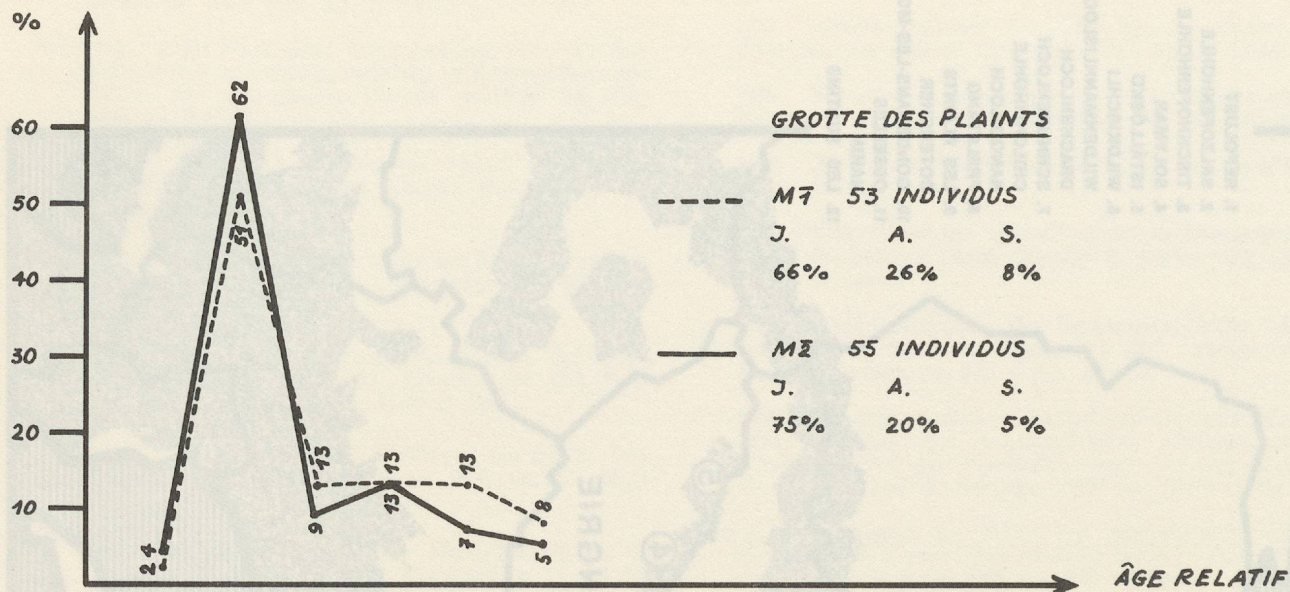 %
60
50
40
30
20
10
2 4
62
51
13
9
13
13
13
7
8
5
ÂGE RELATIF
GROTTE DES PLAINTS
M1̅ 53 INDIVIDUS
J. A. S.
66% 26% 8%
M2̅ 55 INDIVIDUS
J. A. S.
75% 20% 5%